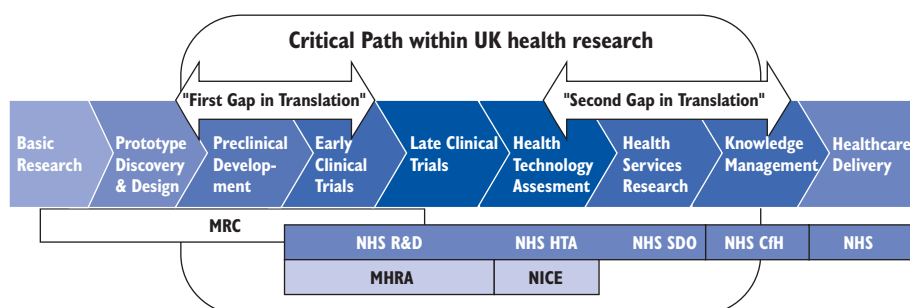 Critical Path within UK health research
"First Gap in Translation"
"Second Gap in Translation"
Basic
Research
Prototype
Discovery
& Design
Preclinical
Develop-
ment
Early
Clinical
Trials
Late Clinical
Trials
Health
Technology
Assesment
Health
Services
Research
Knowledge
Management
Healthcare
Delivery
MRC
NHS R&D
NHS HTA
NHS SDO
NHS CfH
NHS
MHRA
NICE